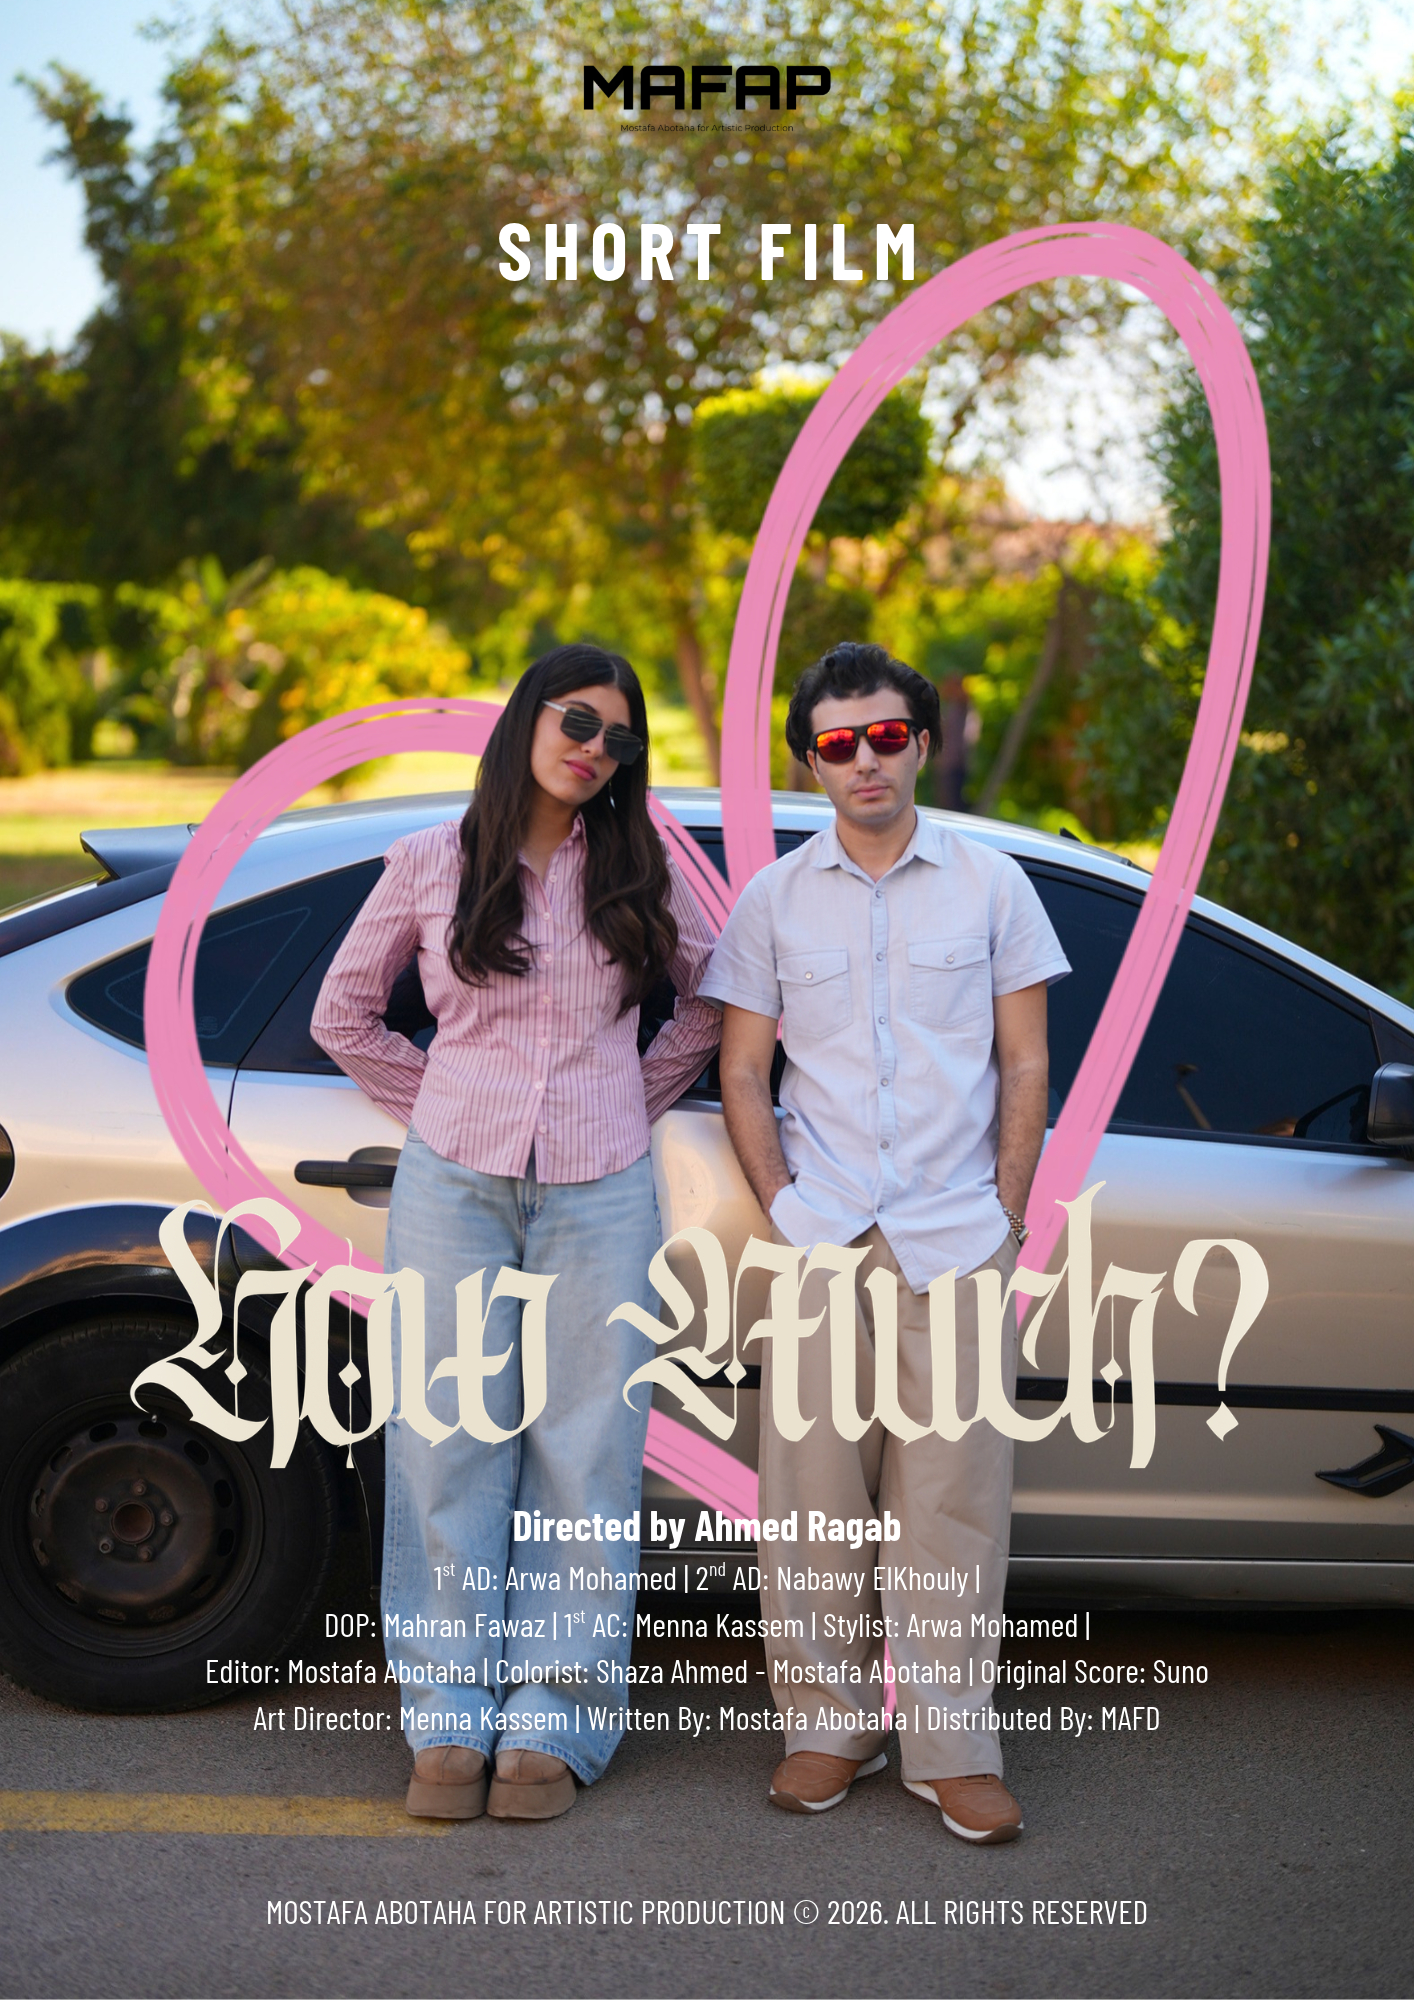 MAFAP
Mostafa Abotaha for Artistic Production
SHORT FILM
How Much?
Directed by Ahmed Ragab
1st AD: Arwa Mohamed | 2nd AD: Nabawy ElKhouly |
DOP: Mahran Fawaz | 1st AC: Menna Kassem | Stylist: Arwa Mohamed |
Editor: Mostafa Abotaha | Colorist: Shaza Ahmed - Mostafa Abotaha | Original Score: Suno
Art Director: Menna Kassem | Written By: Mostafa Abotaha | Distributed By: MAFD
MOSTAFA ABOTAHA FOR ARTISTIC PRODUCTION © 2026. ALL RIGHTS RESERVED